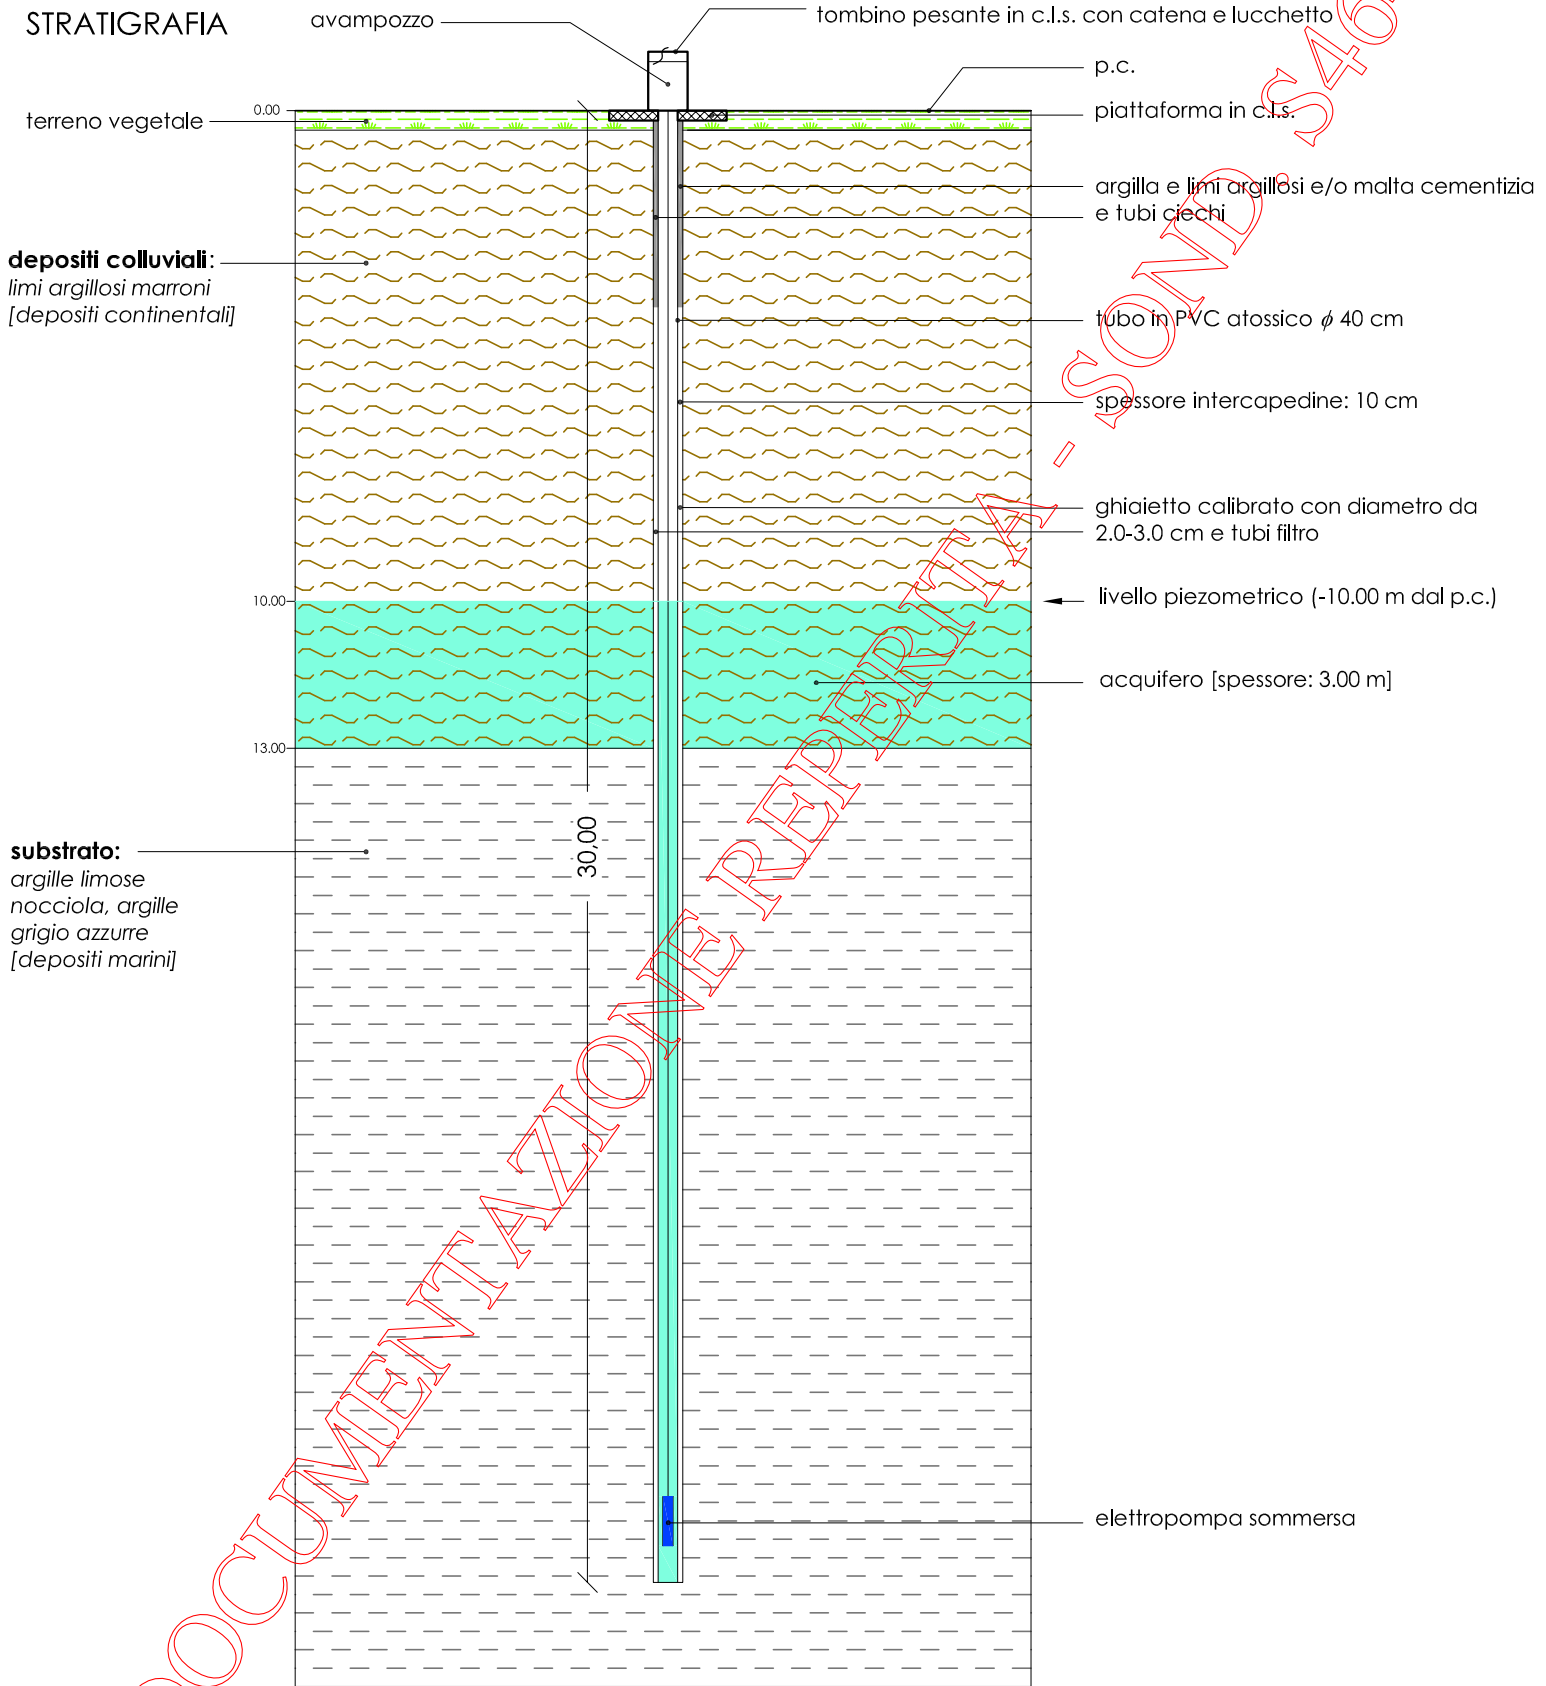 STRATIGRAFIA
avampozzo
tombino pesante in c.l.s. con catena e lucchetto
p.c.
0.00
terreno vegetale
piattaforma in c.l.s.
argilla e limi argillosi e/o malta cementizia
e tubi ciechi
depositi colluviali:
limi argillosi marroni
[depositi continentali]
tubo in PVC atossico ϕ 40 cm
spessore intercapedine: 10 cm
ghiaietto calibrato con diametro da
2.0-3.0 cm e tubi filtro
10.00
livello piezometrico (-10.00 m dal p.c.)
acquifero [spessore: 3.00 m]
13.00
30,00
substrato:
argille limose
nocciola, argille
grigio azzurre
[depositi marini]
elettropompa sommersa
DOCUMENTAZIONE REPERITA - SOND. S46